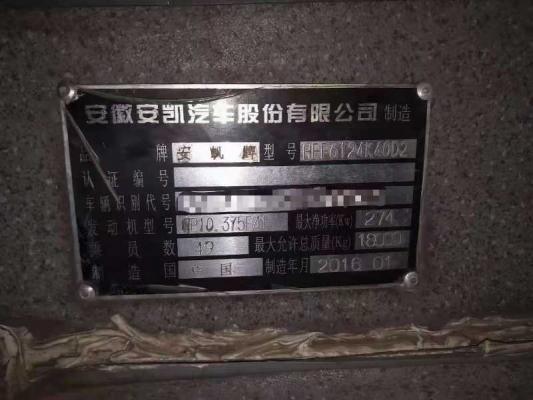 安徽安凯汽车股份有限公司 制造
品牌 安凯牌 型号 HFF6124K40D2
认证编号
车辆识别代号
发动机型号 最大净功率(Kw) 274
乘员数 49 最大允许总质量(Kg) 18000
制造国 中国 制造年月 2016 01